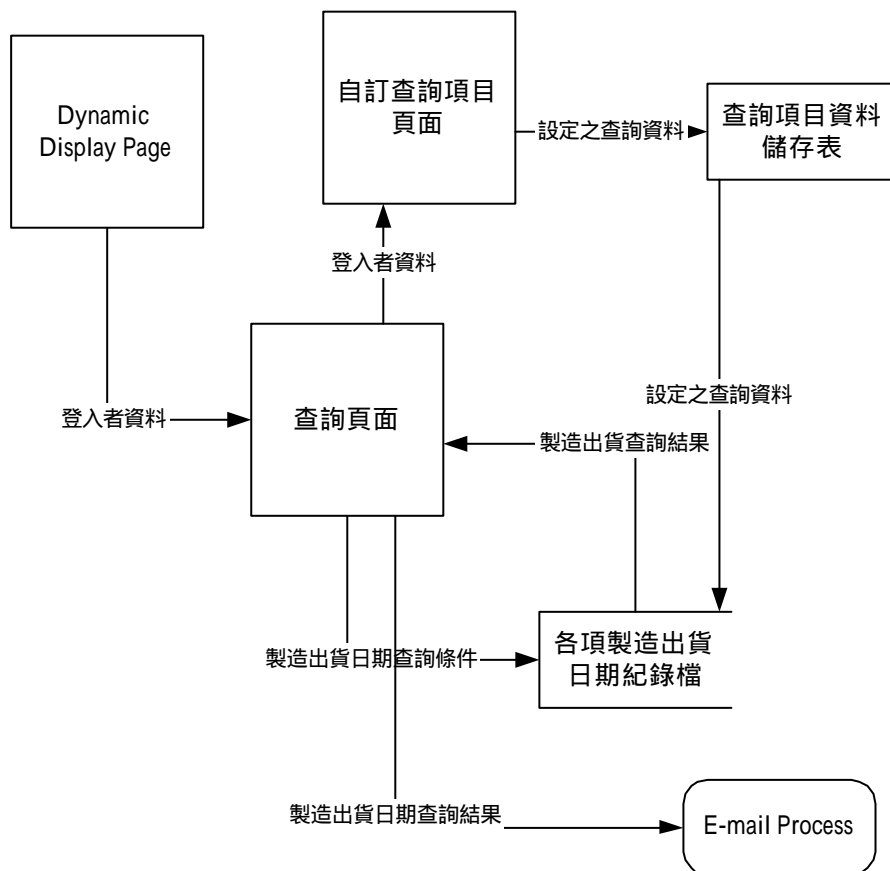 Dynamic
Display Page
自訂查詢項目
頁面
設定之查詢資料
查詢項目資料
儲存表
登入者資料
登入者資料
查詢頁面
設定之查詢資料
製造出貨查詢結果
製造出貨日期查詢條件
各項製造出貨
日期紀錄檔
製造出貨日期查詢結果
E-mail Process